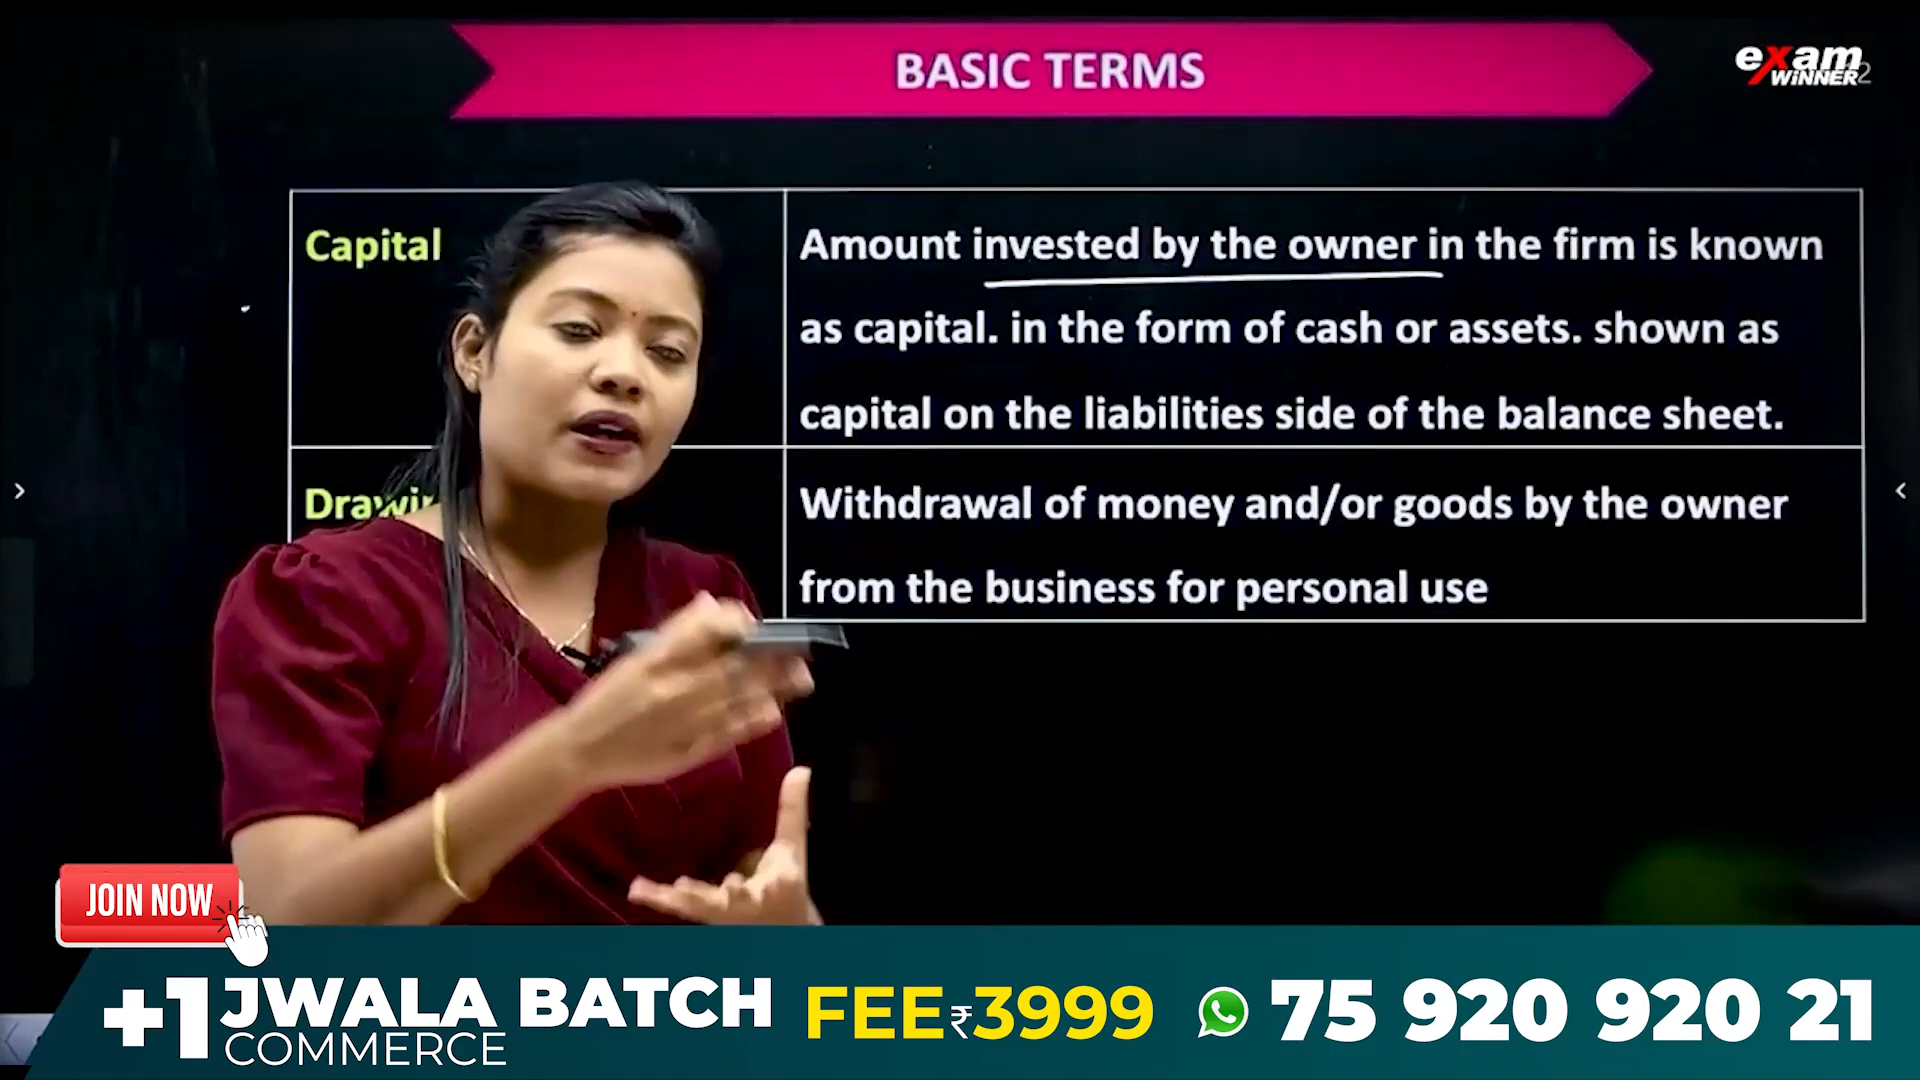 BASIC TERMS
exam
WiNNER
Capital
Amount invested by the owner in the firm is known
as capital. in the form of cash or assets. shown as
capital on the liabilities side of the balance sheet.
Withdrawal of money and/or goods by the owner
from the business for personal use
JOIN NOW
+1 JWALA BATCH
COMMERCE
FEE ₹3999
75 920 920 21